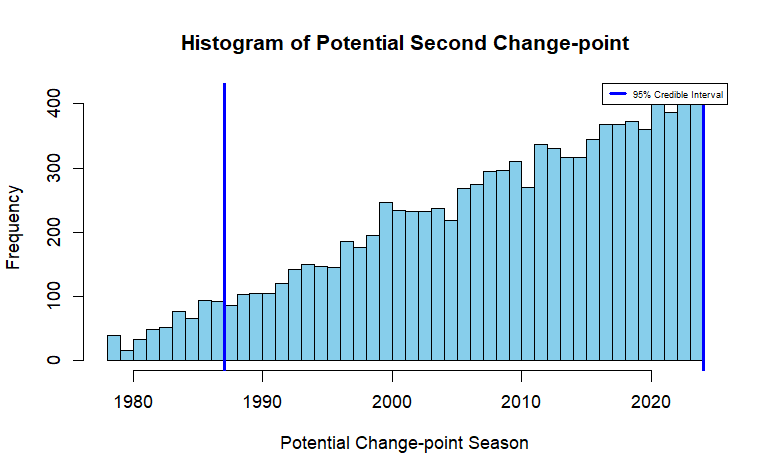 Histogram of Potential Second Change-point
95% Credible Interval
Frequency
400
300
200
100
0
1980 1990 2000 2010 2020
Potential Change-point Season